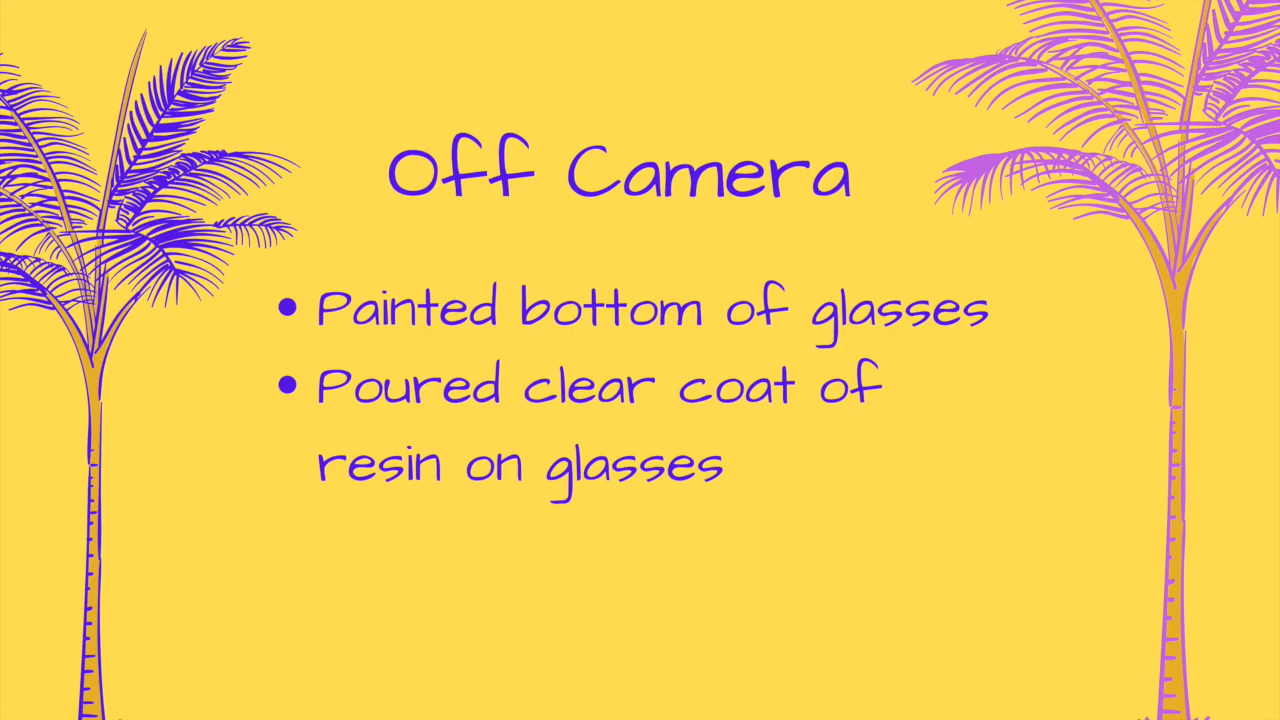 Off Camera
• Painted bottom of glasses
• Poured clear coat of
resin on glasses